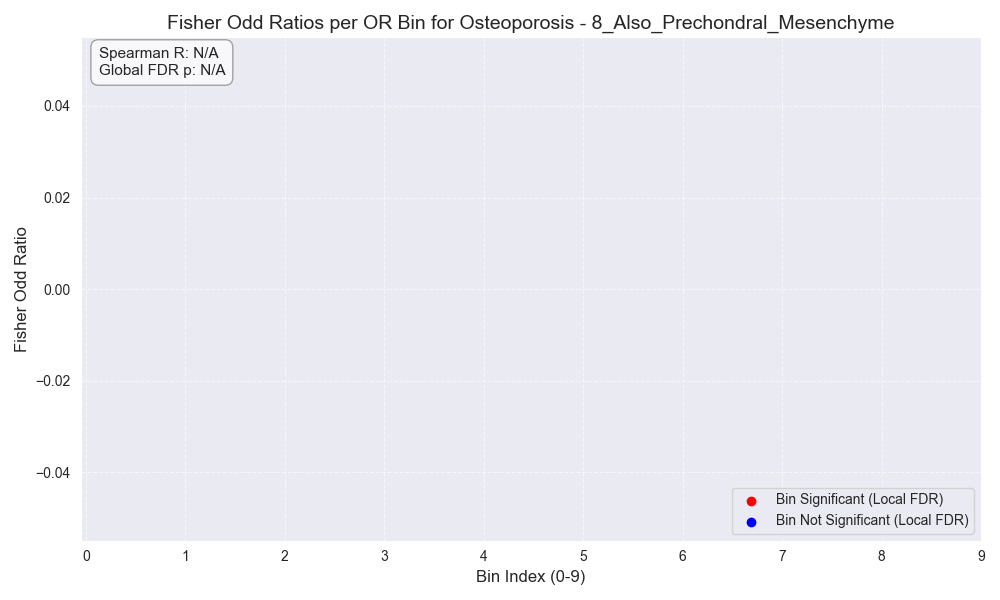 Fisher Odd Ratios per OR Bin for Osteoporosis - 8_Also_Prechondral_Mesenchyme
Spearman R: N/A
Global FDR p: N/A
0.04
0.02
0.00
−0.02
−0.04
Fisher Odd Ratio
Bin Significant (Local FDR)
Bin Not Significant (Local FDR)
0 1 2 3 4 5 6 7 8 9
Bin Index (0-9)